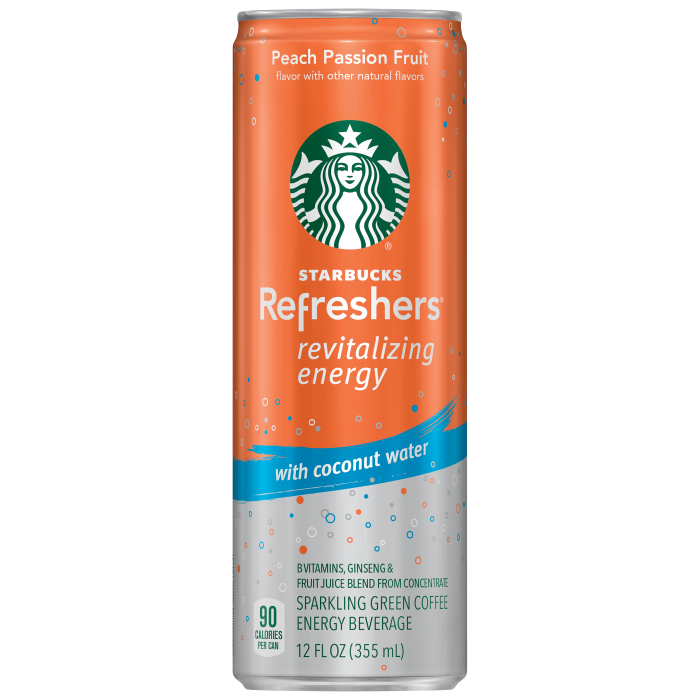 Peach Passion Fruit
flavor with other natural flavors
®
STARBUCKS
Refreshers®
revitalizing
energy
with coconut water
B VITAMINS, GINSENG &
FRUIT JUICE BLEND FROM CONCENTRATE
SPARKLING GREEN COFFEE
ENERGY BEVERAGE
90
CALORIES
PER CAN
12 FL OZ (355 mL)